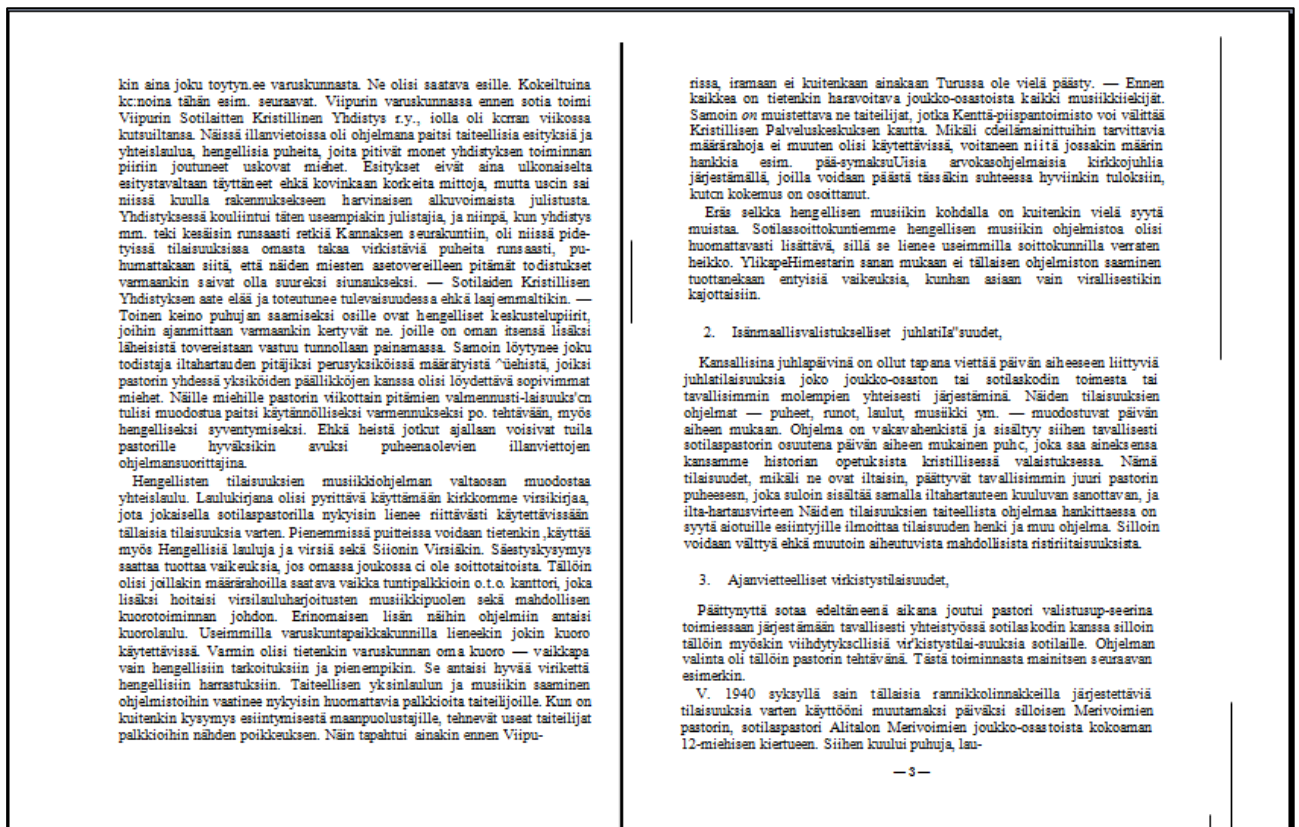 kin aina joku toytyn.ee varuskunnasta. Ne olisi saatava esille. Kokeiltuina
kc:noina tähän esim. seuraavat. Viipurin varuskunnassa ennen sotia toimi
Viipurin Sotilaitten Kristillinen Yhdistys r.y., iolla oli kcrran viikossa
kutsuiltansa. Näissä illanvietoissa oli ohjelmana paitsi taiteellisia esityksiä ja
yhteislaulua, hengellisia puheita, joita pitivät monet yhdistyksen toiminnan
piiriin joutuneet uskovat miehet. Esitykset eivät aina ulkonaiselta
esitystavaltaan täyttäneet ehkä kovinkaan korkeita mittoja, mutta uscin sai
niissä kuulla rakennukseksee harvinaisen alkuvoimaista julistusta.
Yhdistyksessä kouliintui täten useampiakin julistajia, ja niinpä, kun yhdistys
mm. teki kesäisin runsaasti retkiä Kannaksen seurakuntiin, oli niissä pide-
tyissä tilaisuuksissa omasta takaa virkistäviä puheita runsaasti, pu-
humattakaan siitä, että näiden miesten asetovereilleen pitämät todistukset
varmaankin saivat olla suureksi siunaukseksi. — Sotilaiden Kristillisen
Yhdistyksen aate elää ja toteutunee tulevaisuudessa ehkä laajemmaltikin. —
Toinen keino puhujan saamiseksi osille ovat hengelliset keskustelupiirit,
joihin ajanmittaan varmaankin kertyvät ne. joille on oman itsensä lisäksi
läheisistä tovereistaan vastuu tunnollaan painamassa. Samoin löytynee joku
todistaja iltahartauden pitäjiksi perusyksiköissä määrätyistä ^üehistä, joiksi
pastorin yhdessä yksiköiden päällikköjen kanssa olisi löydettävä sopivimmat
miehet. Näille miehille pastorin viikottain pitämien valmennusti-laisuuks'cn
tulisi muodostua paitsi käytännölliseksi varmennukseksi po. tehtävään, myös
hengelliseksi syventymiseksi. Ehkä heistä jotkut ajallaan voisivat tuila
pastorille hyväksikin avuksi puheenaolevien illanviettojen
ohjelmansuorittajina.
Hengellisten tilaisuuksien musiikkiohjelman valtaosan muodostaa
yhteislaulu. Laulukirjana olisi pyrittävä käyttämään kirkkomme virsikirjaa,
jota jokaisella sotilaspastorilla nykyisin lienee riittävästi käytettävissään
tällaisia tilaisuuksia varten. Pienemmissä puitteissa voidaan tietenkin ,käyttää
myös Hengellisiä lauluja ja virsiä sekä Siionin Virsiäkin. Säestyskysymys
saattaa tuottaa vaikeuksia, jos omassa joukossa ci ole soittotaitoista. Tällöin
olisi joillakin määrärahoilla saatava vaikka tuntipalkkioin o.t.o. kanttori, joka
lisäksi hoitaisi virsilauluharjoitusten musiikkipuolen sekä mahdollisen
kuorotoiminnan johdon. Erinomaisen lisän näihin ohjelmiin antaisi
kuorolaulu. Useimmilla varuskuntapaikkakunnilla lieneekin jokin kuoro
käytettävissä. Varmin olisi tietenkin varuskunnan oma kuoro — vaikkapa
vain hengellisiin tarkoituksiin ja pienempikin. Se antaisi hyvää virikettä
hengellisiin harrastuksiin. Taiteellisen yksinlaulun ja musiikin saaminen
ohjelmistoihin vaatinee nykyisin huomattavia palkkioita taiteilijoille. Kun on
kuitenkin kysymys esiintymisestä maanpuolustajille, tehnevät useat taiteilijat
palkkioihin nähden poikkeuksen. Näin tapahtui ainakin ennen Viipu-
rissa, iramaan ei kuitenkaan ainakaan Turussa ole vielä päästy. — Ennen
kaikkea on tietenkin haravoitava joukko-osastoista kaikki musiikkiiekijät.
Samoin on muistettava ne taiteilijat, jotka Kenttä-piispantoimisto voi välittää
Kristillisen Palveluskeskuksen kautta. Mikäli cdeilämainittuihin tarvittavia
määrärahoja ei muuten olisi käytettävissä, voitaneen niitä jossakin määrin
hankkia esim. pää-symaksuUisia arvokasohjelmaisia kirkkojuhlia
järjestämällä, joilla voidaan päästä tässäkin suhteessa hyviinkin tuloksiin,
kutcn kokemus on oscittanut.
Eräs selkka hengellisen musiikin kohdalla on kuitenkin vielä syytä
muistaa. Sotilassoittokuntiemme hengellisen musiikin ohjelmistoa olisi
huomattavasti lisättävä, sillä se lienee useimmilla soittokunnilla verraten
heikko. YlikapeHimestarin sanan mukaan ei tällaisen ohjelmiston saaminen
tuottanekaan entyisiä vaikeuksia, kunhan asiaan vain virallisestikin
kajottaisiin.
2. Isänmaallisvalistukselliset juhlatiIa"suudet,
Kansallisina juhlapäivinä on ollut tapana viettää päivän aiheeseen liittyviä
juhlatilaisuuksia joko joukko-osaston tai sotilaskodin toimesta tai
tavallisimmin molempien yhteisesti järjestäminä. Näiden tilaisuuksien
ohjelmat — puheet, runot, laulut, musiikki ym. — muodostuvat päivän
aiheen mukaan. Ohjelma on vakavahenkistä ja sisältyy siihen tavallisesti
sotilaspastorin osuutena päivän aiheen mukainen puhc, joka saa aineksensa
kansamme historian opetuksista kristillisessä valaistuksessa. Nämä
tilaisuudet, mikäli ne ovat iltaisin, päättyvät tavallisimmin juuri pastorin
puheesesn, joka suloin sisältää samalla iltahartauteen kuuluvan sanottavan, ja
ilta-hartausvirteen Näiden tilaisuuksien taiteellista ohjelmaa hankittaessa on
syytä aiotuille esiintyjille ilmoittaa tilaisuuden henki ja muu ohjelma. Silloin
voidaan välttyä ehkä muutoin aiheutuvista mahdollisista ristiriitaisuuksista.
3. Ajanvietteelliset virkistystilaisuudet,
Päättynyttä sotaa edeltäneenä aikana joutui pastori valistusup-seerina
toimiessaan järjestämään tavallisesti yhteistyössä sotilaskodin kanssa silloin
tällöin myöskin viihdytyksсllisiä vir'kistystilai-suuksia sotilaille. Ohjelman
valinta oli tällöin pastorin tehtävänä. Tästä toiminnasta mainitsen seuraavan
esimerkin.
V. 1940 syksyllä sain tällaisia rannikkolinnakkeilla järjestettäviä
tilaisuuksia varten käyttööni muutamaksi päiväksi silloisen Merivoimien
pastorin, sotilaspastori Alitalon Merivoimien joukko-osastoista kokoaman
12-miehisen kiertueen. Siihen kuului puhuja, lau-
— 3 —